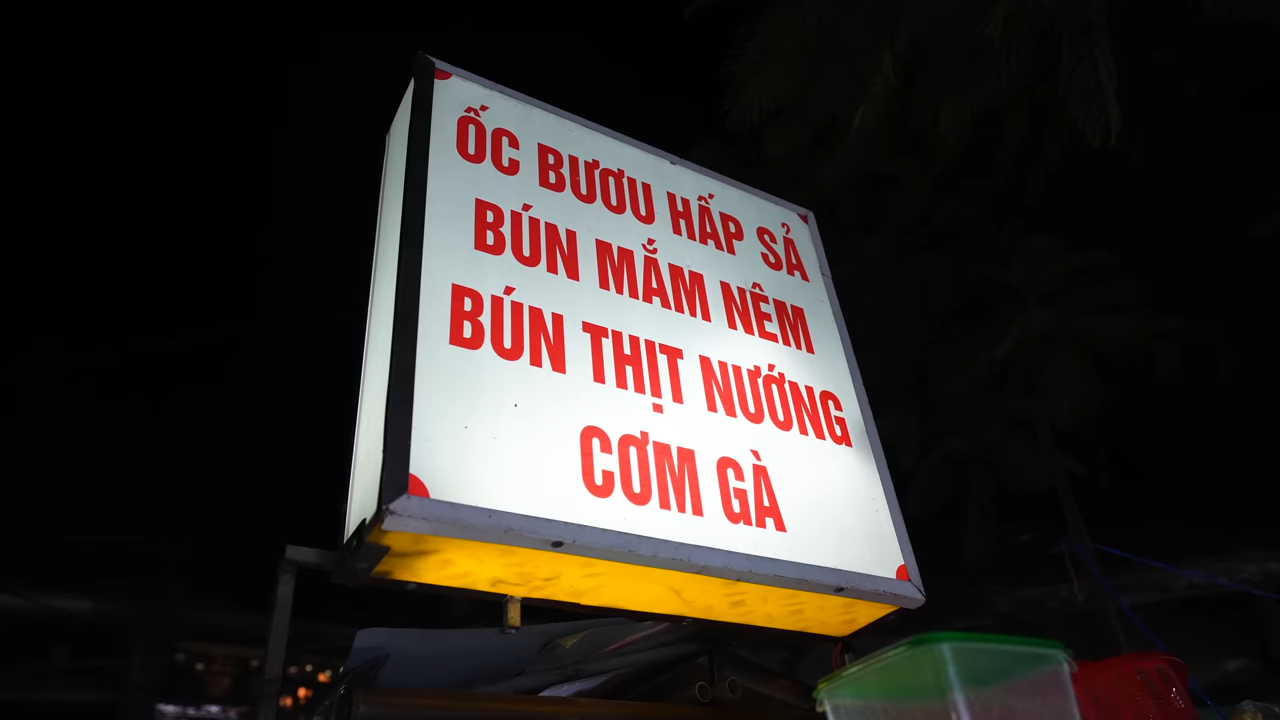 ỐC BƯƠU HẤP SẢ
BÚN MẮM NÊM
BÚN THỊT NƯỚNG
CƠM GÀ